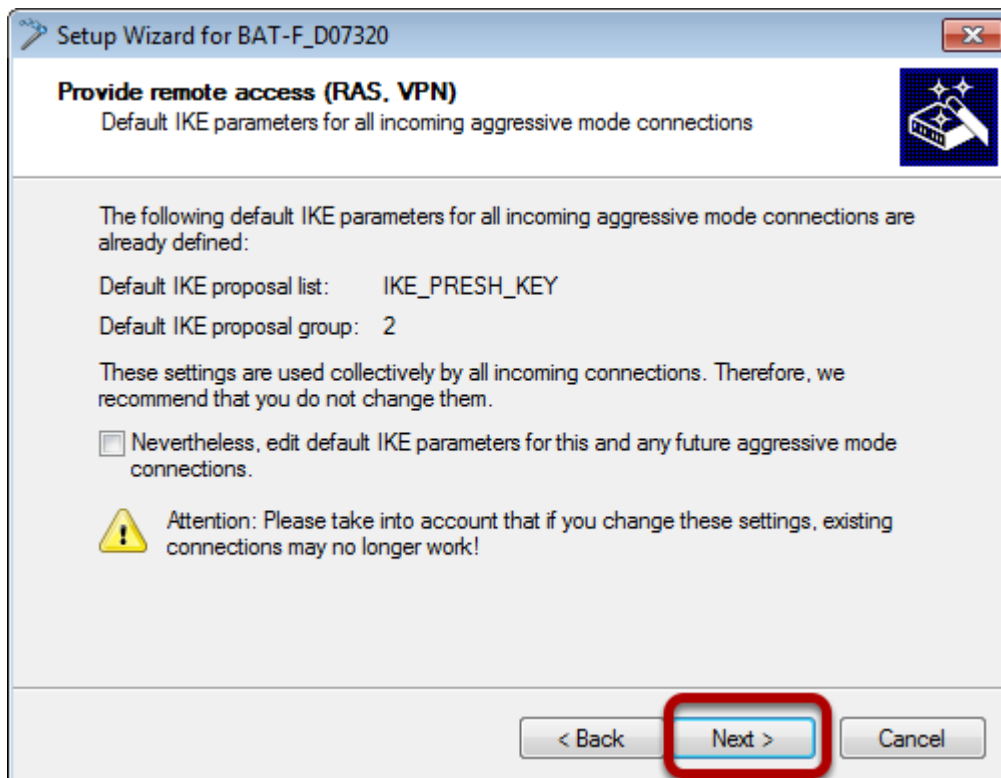 Setup Wizard for BAT-F_D07320
Provide remote access (RAS, VPN)
Default IKE parameters for all incoming aggressive mode connections
The following default IKE parameters for all incoming aggressive mode connections are
already defined:
Default IKE proposal list: IKE_PRESH_KEY
Default IKE proposal group: 2
These settings are used collectively by all incoming connections. Therefore, we
recommend that you do not change them.
Nevertheless, edit default IKE parameters for this and any future aggressive mode
connections.
Attention: Please take into account that if you change these settings, existing
connections may no longer work!
< Back Next > Cancel